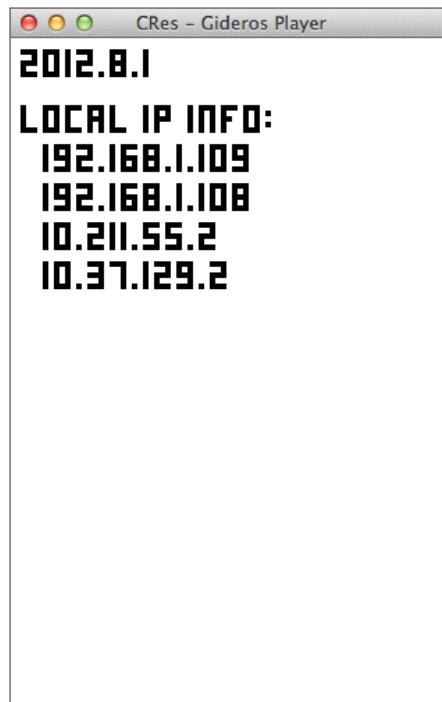 CRes - Gideros Player
2012.8.1
LOCAL IP INFO:
192.168.1.109
192.168.1.108
10.211.55.2
10.37.129.2